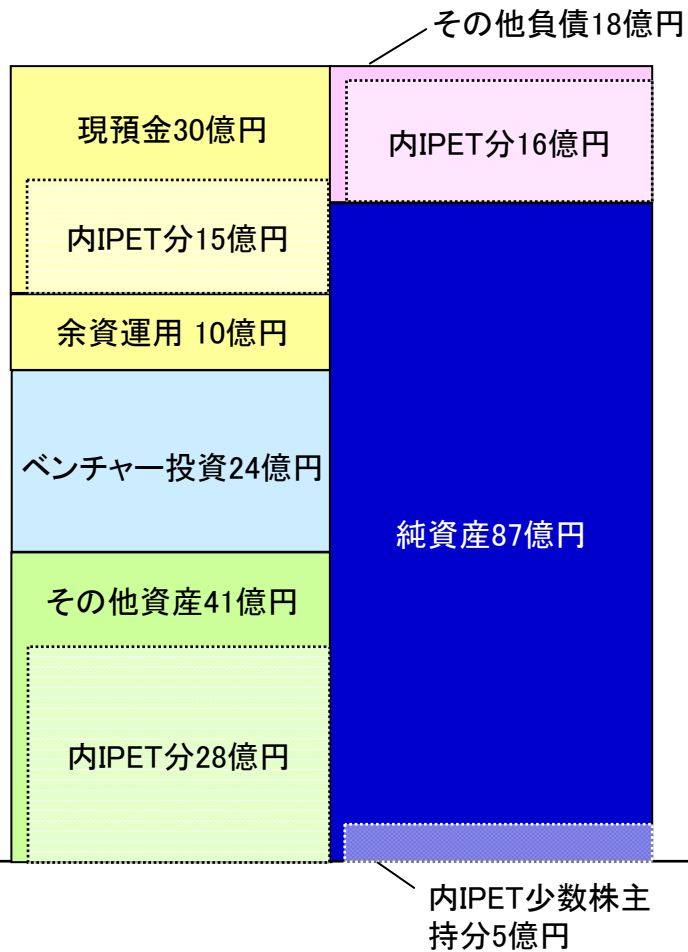 その他負債18億円
現預金30億円
内IPET分16億円
内IPET分15億円
余資運用 10億円
ベンチャー投資24億円
純資産87億円
その他資産41億円
内IPET分28億円
内IPET少数株主
持分5億円